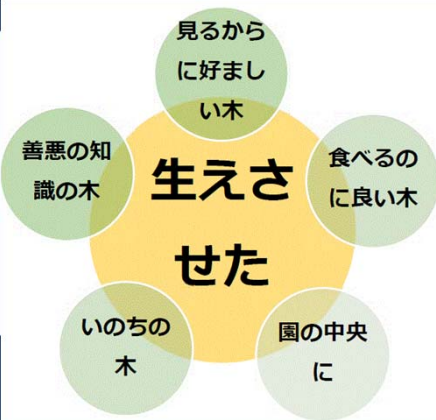 見るから
に好まし
い木
食べるの
に良い木
園の中央
に
いのちの
木
善悪の知
識の木
生えさ
せた